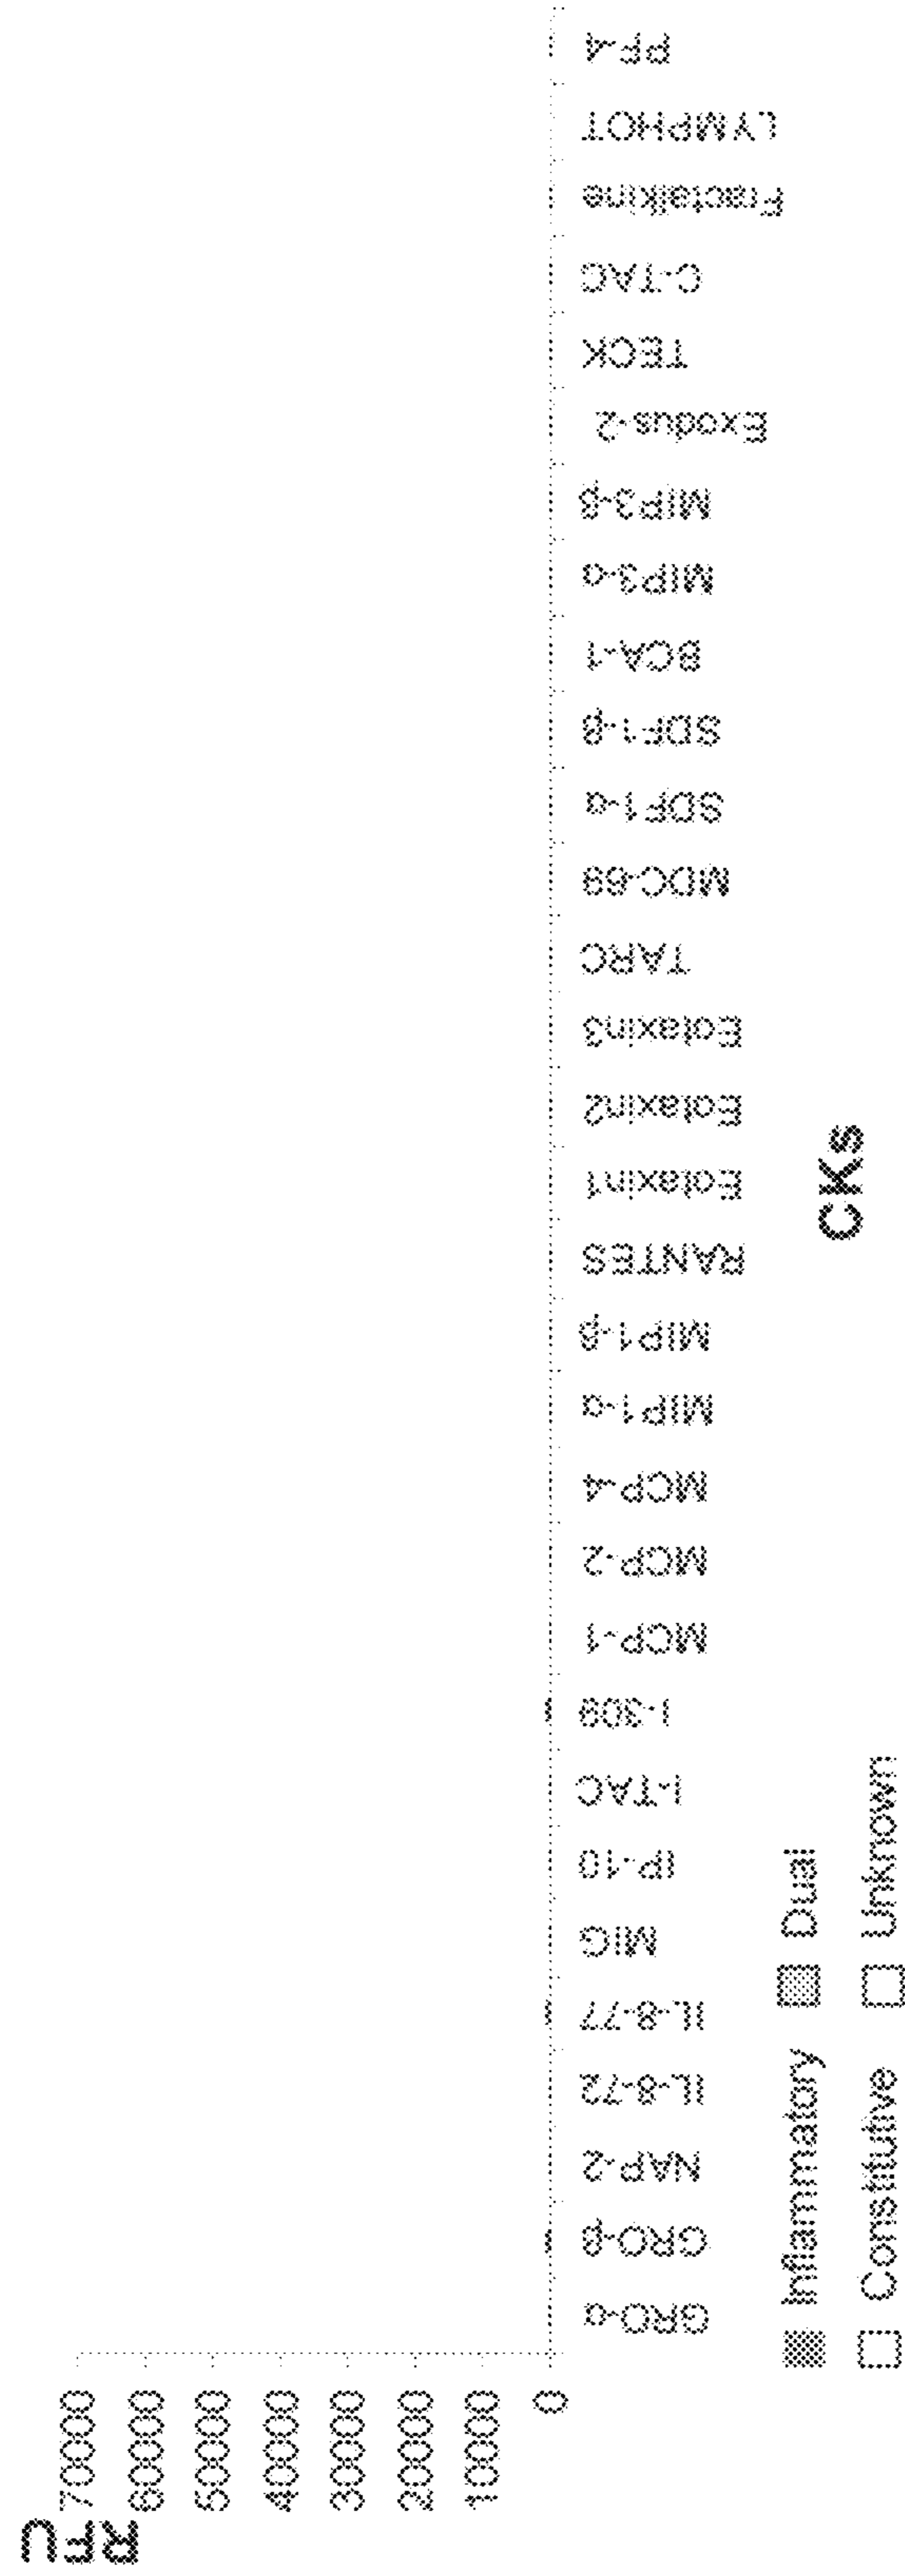 RFU
70000
60000
50000
40000
30000
20000
10000
0
GRO-α
GRO-β
NAP-2
IL-8-72
IL-8-77
MIG
IP-10
I-TAC
I-309
MCP-1
MCP-2
MCP-4
MIP1-α
MIP1-β
RANTES
Eotaxin1
Eotaxin2
Eotaxin3
TARC
MDC-69
SDF1-α
SDF1-β
BCA-1
MIP3-α
MIP3-β
Exodus-2
TECK
C-TAC
Fractalkine
LYMPHOT
PF-4
CKs
Inflammatory
Dual
Constitutive
Unknown